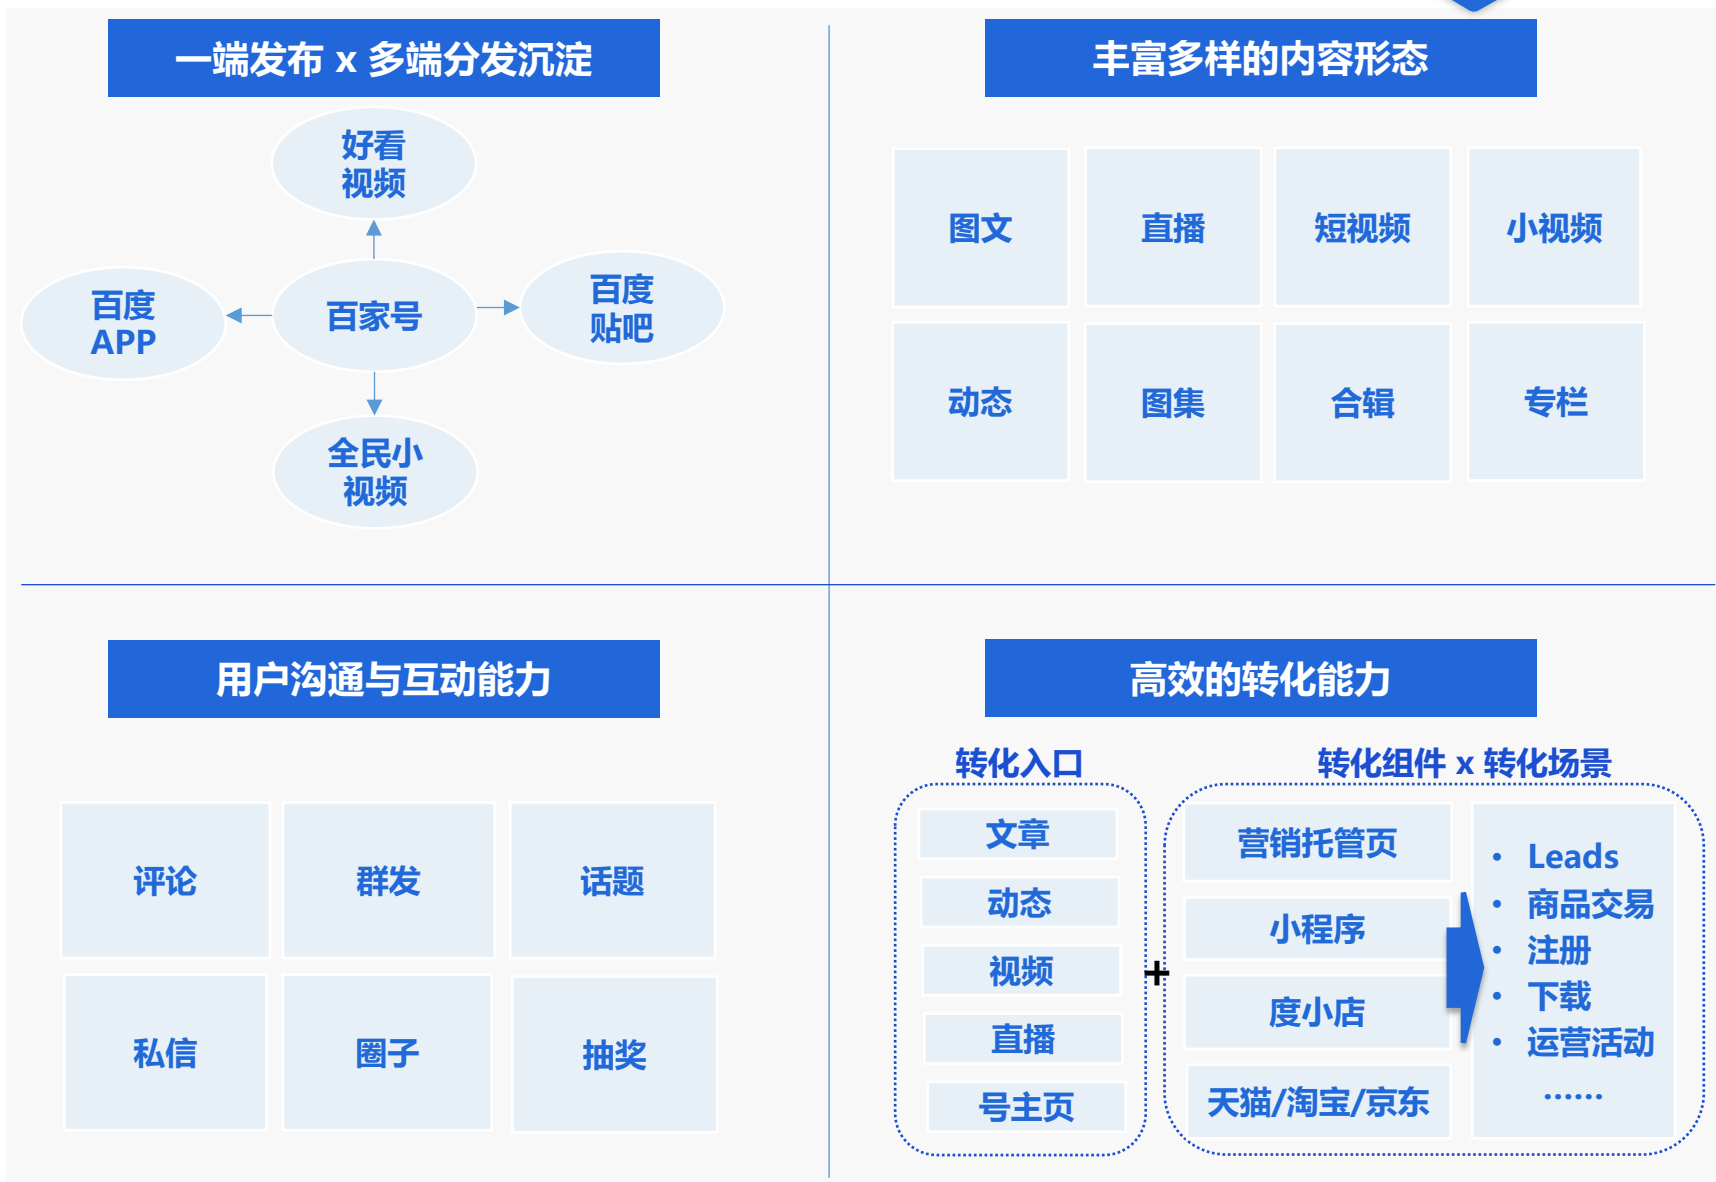 一端发布 x 多端分发沉淀
好看
视频
百度
APP
百家号
百度
贴吧
全民小
视频
丰富多样的内容形态
图文
直播
短视频
小视频
动态
图集
合辑
专栏
用户沟通与互动能力
评论
群发
话题
私信
圈子
抽奖
高效的转化能力
转化入口
文章
动态
视频
直播
号主页
+
转化组件 x 转化场景
营销托管页
小程序
度小店
天猫/淘宝/京东
• Leads
• 商品交易
• 注册
• 下载
• 运营活动
……